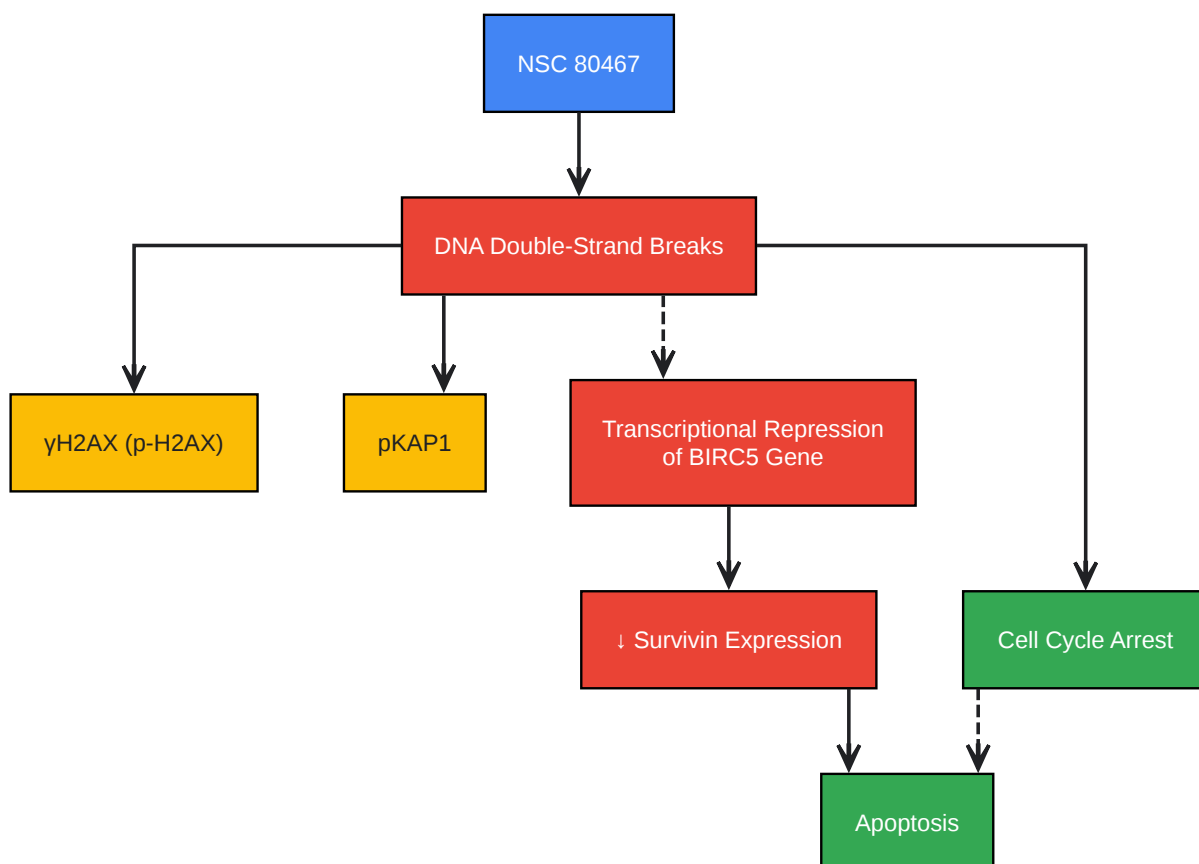 NSC 80467
DNA Double-Strand Breaks
γH2AX (p-H2AX)
pKAP1
Transcriptional Repression
of BIRC5 Gene
↓ Survivin Expression
Cell Cycle Arrest
Apoptosis